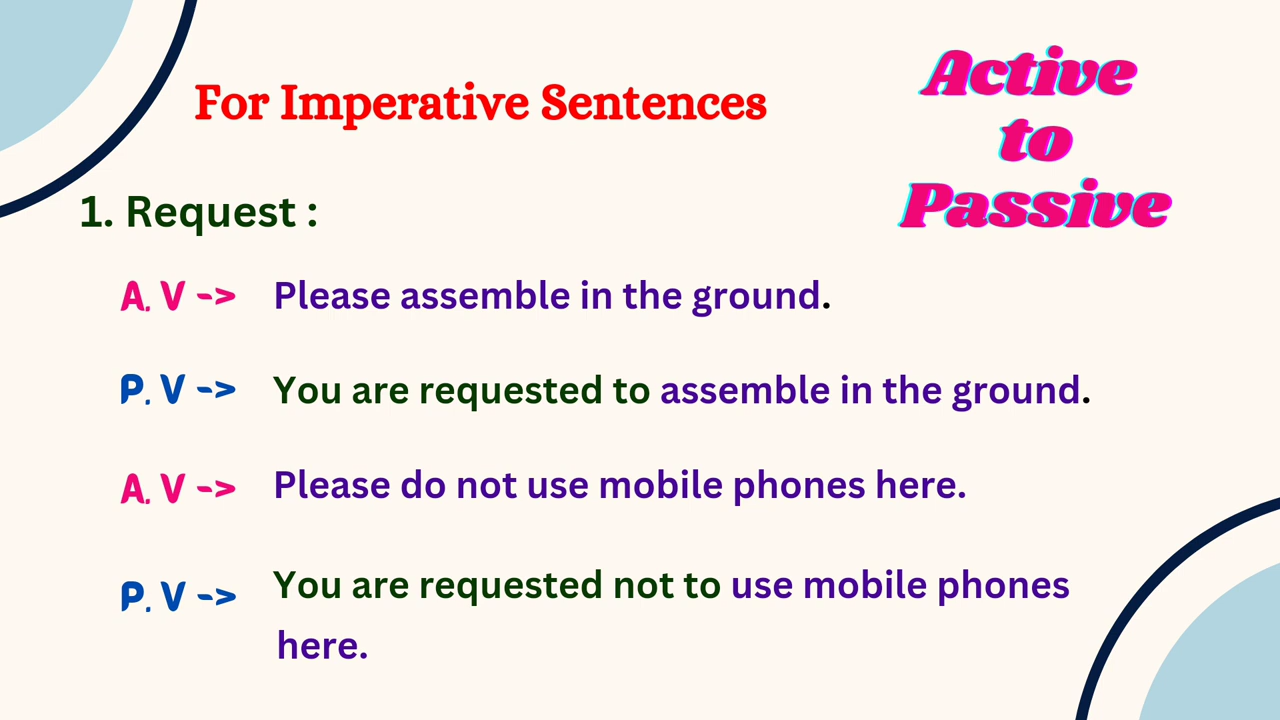 For Imperative Sentences
Active
to
Passive
1. Request :
A. V -> Please assemble in the ground.
P. V -> You are requested to assemble in the ground.
A. V -> Please do not use mobile phones here.
P. V -> You are requested not to use mobile phones
here.